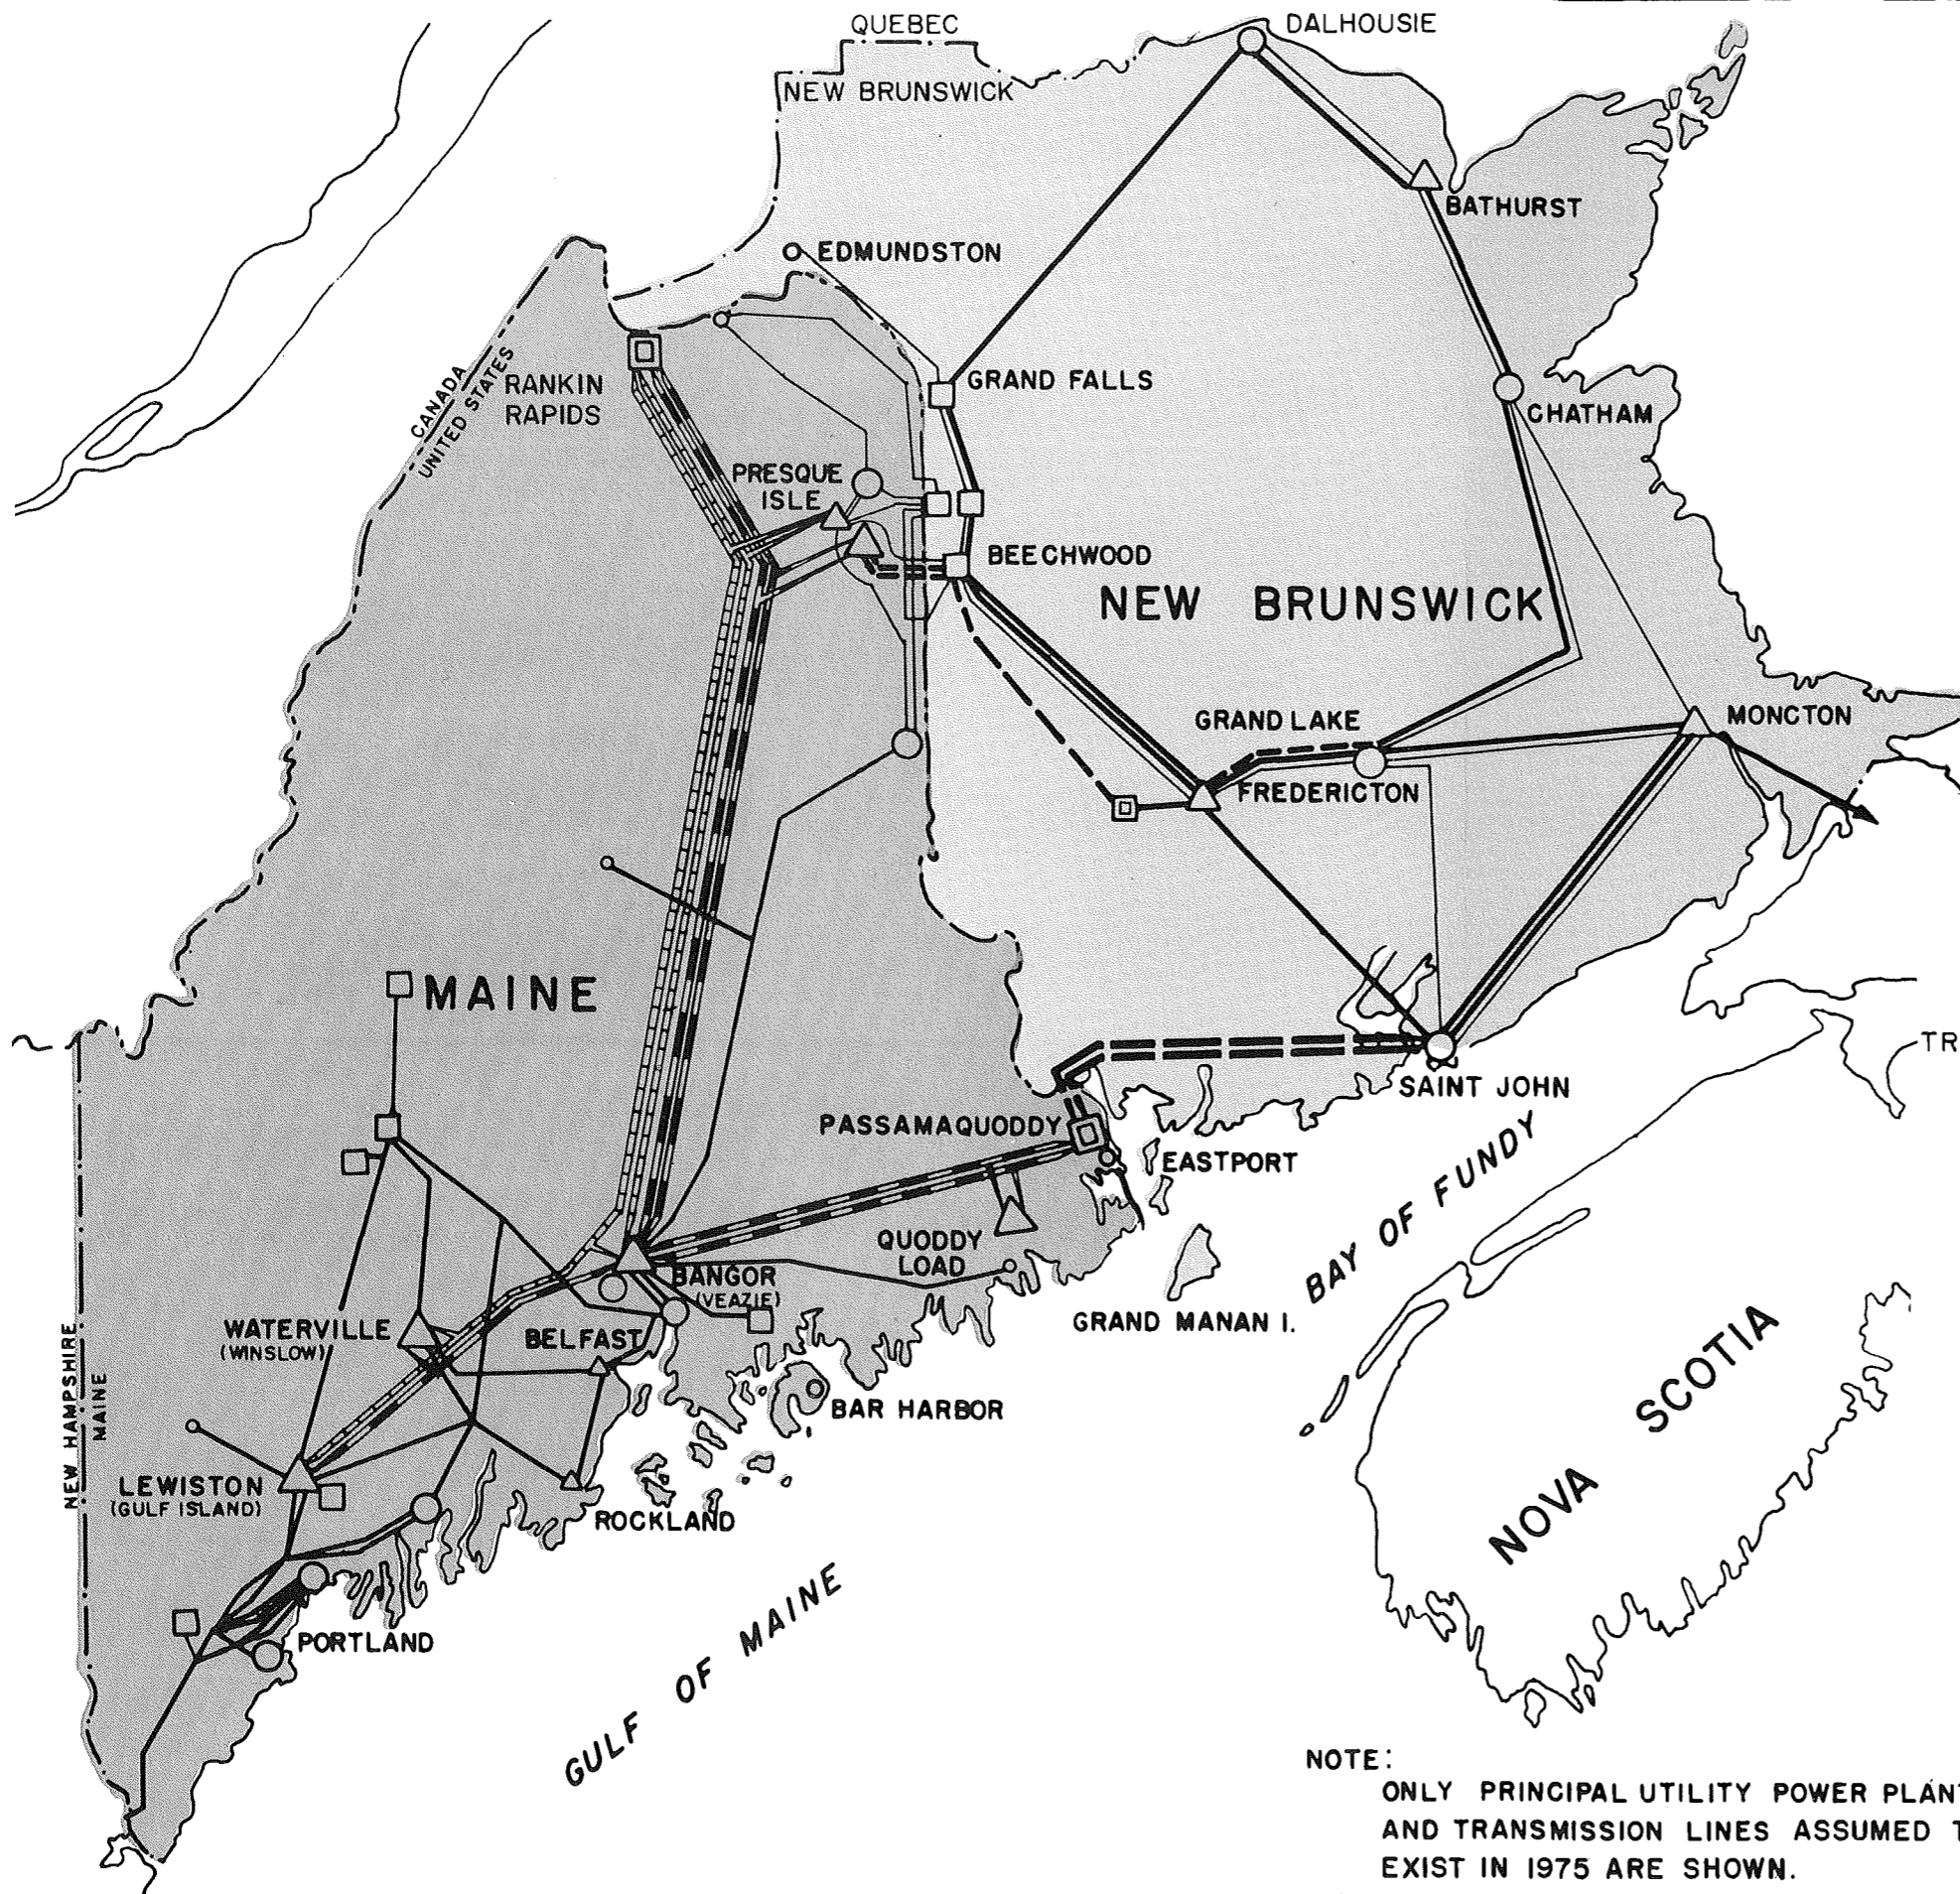 QUEBEC
DALHOUSIE
NEW BRUNSWICK
BATHURST
EDMUNDSTON
CANADA
UNITED STATES
RANKIN
RAPIDS
GRAND FALLS
CHATHAM
PRESQUE
ISLE
BEECHWOOD
NEW BRUNSWICK
GRAND LAKE
MONCTON
FREDERICTON
MAINE
TR
SAINT JOHN
PASSAMAQUODDY
EASTPORT
BAY OF FUNDY
QUODDY
LOAD
BANGOR
(VEAZIE)
GRAND MANAN I.
WATERVILLE
(WINSLOW)
BELFAST
NEW HAMPSHIRE
MAINE
BAR HARBOR
NOVA SCOTIA
LEWISTON
(GULF ISLAND)
ROCKLAND
PORTLAND
GULF OF MAINE
NOTE:
ONLY PRINCIPAL UTILITY POWER PLANT
AND TRANSMISSION LINES ASSUMED T
EXIST IN 1975 ARE SHOWN.